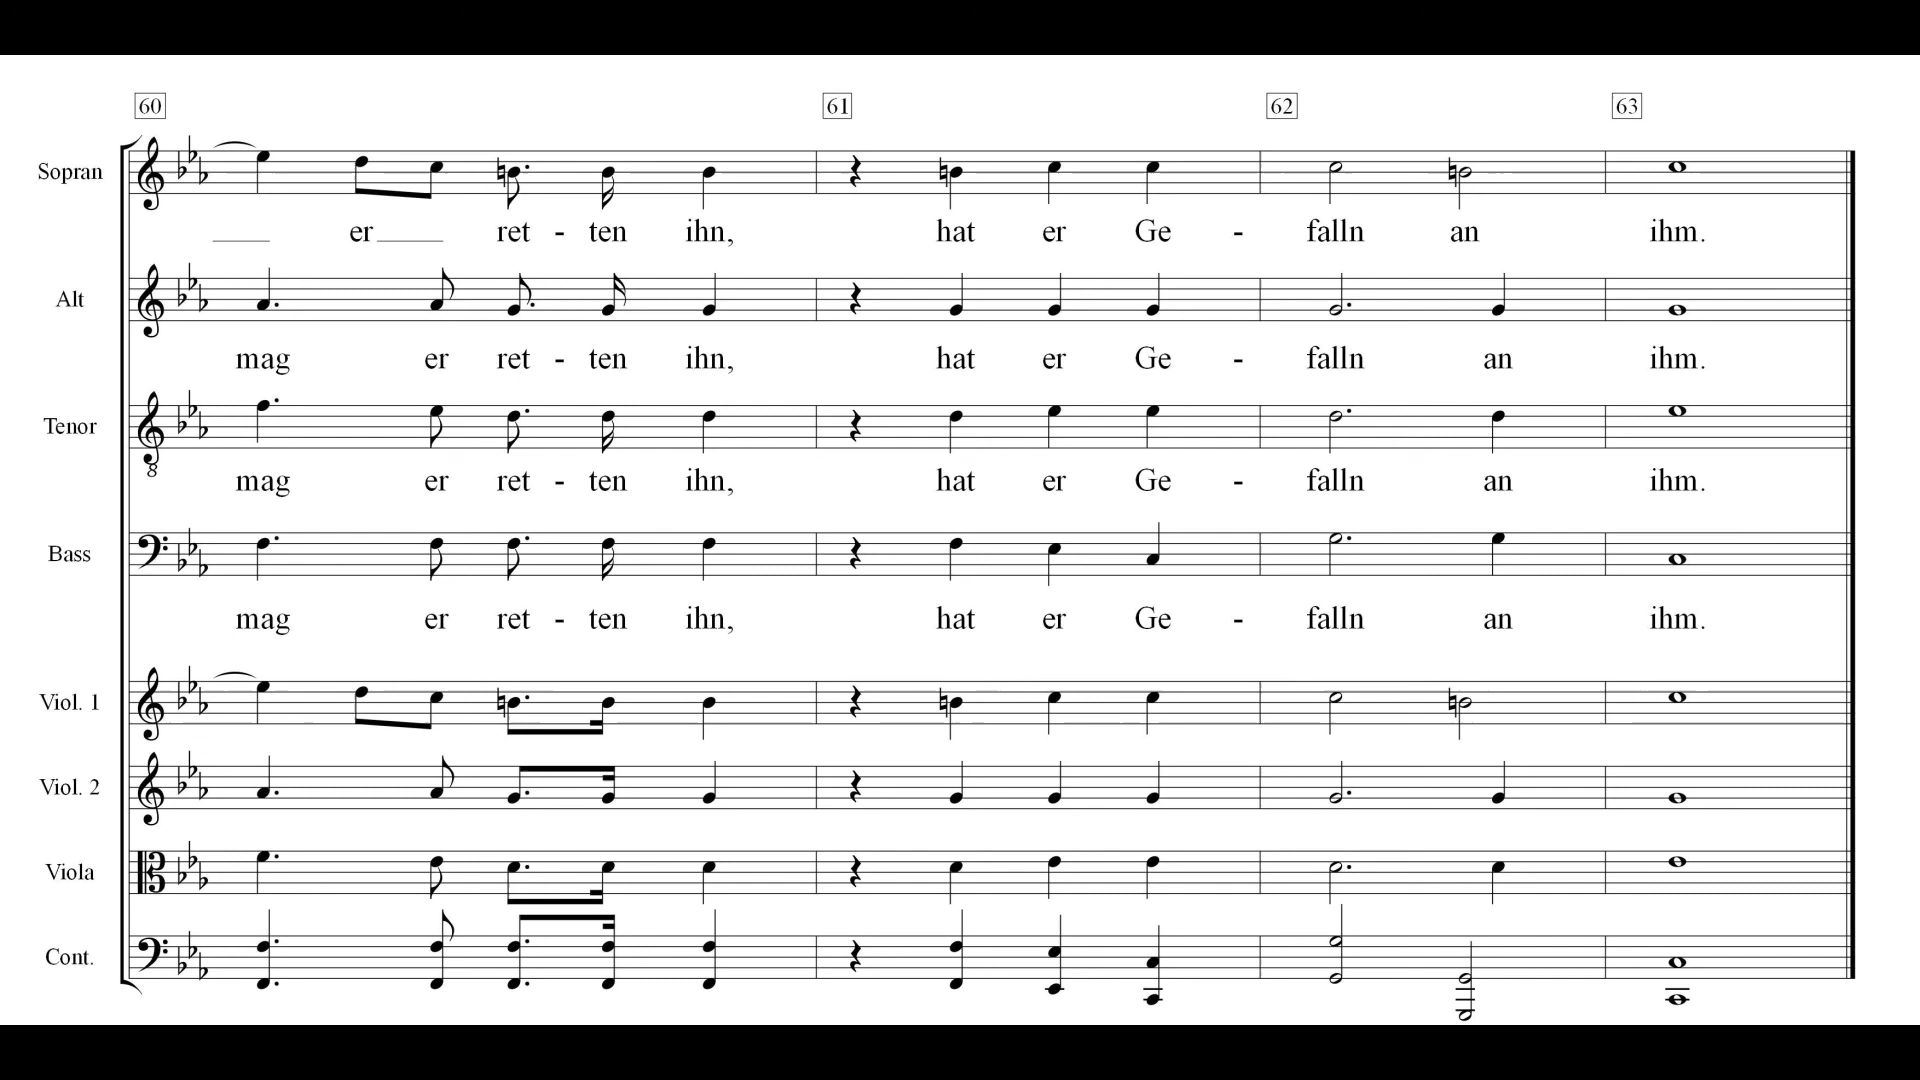 60 61 62 63
Sopran
er ret - ten ihn, hat er Ge - falln an ihm.
Alt
mag er ret - ten ihn, hat er Ge - falln an ihm.
Tenor
8
mag er ret - ten ihn, hat er Ge - falln an ihm.
Bass
mag er ret - ten ihn, hat er Ge - falln an ihm.
Viol. 1
Viol. 2
Viola
Cont.